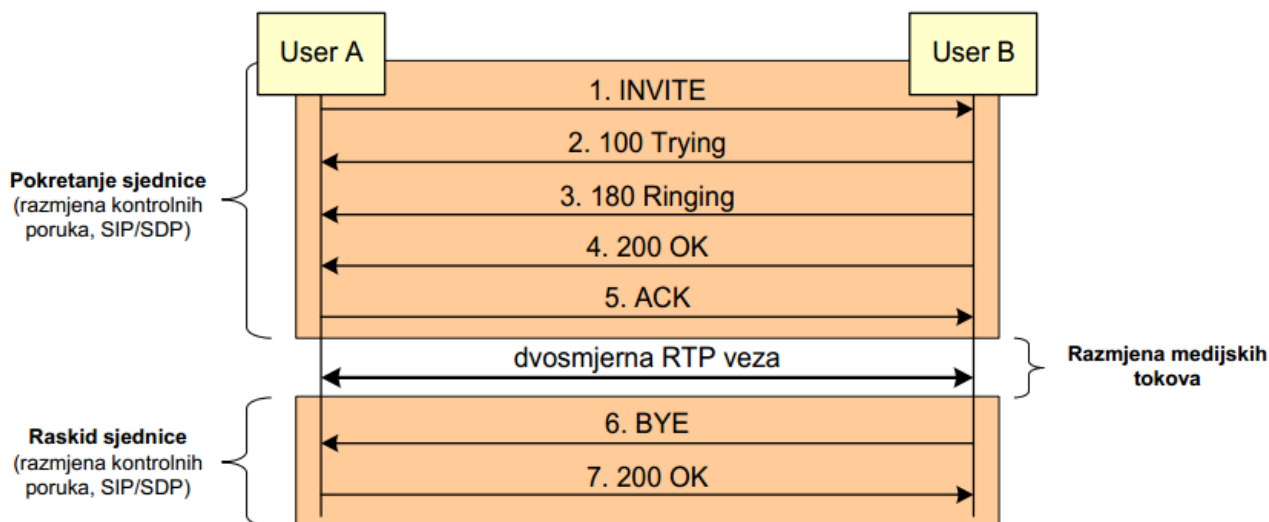 User A
User B
1. INVITE
2. 100 Trying
Pokretanje sjednice
(razmjena kontrolnih
poruka, SIP/SDP)
3. 180 Ringing
4. 200 OK
5. ACK
dvosmjerna RTP veza
Razmjena medijskih
tokova
Raskid sjednice
(razmjena kontrolnih
poruka, SIP/SDP)
6. BYE
7. 200 OK